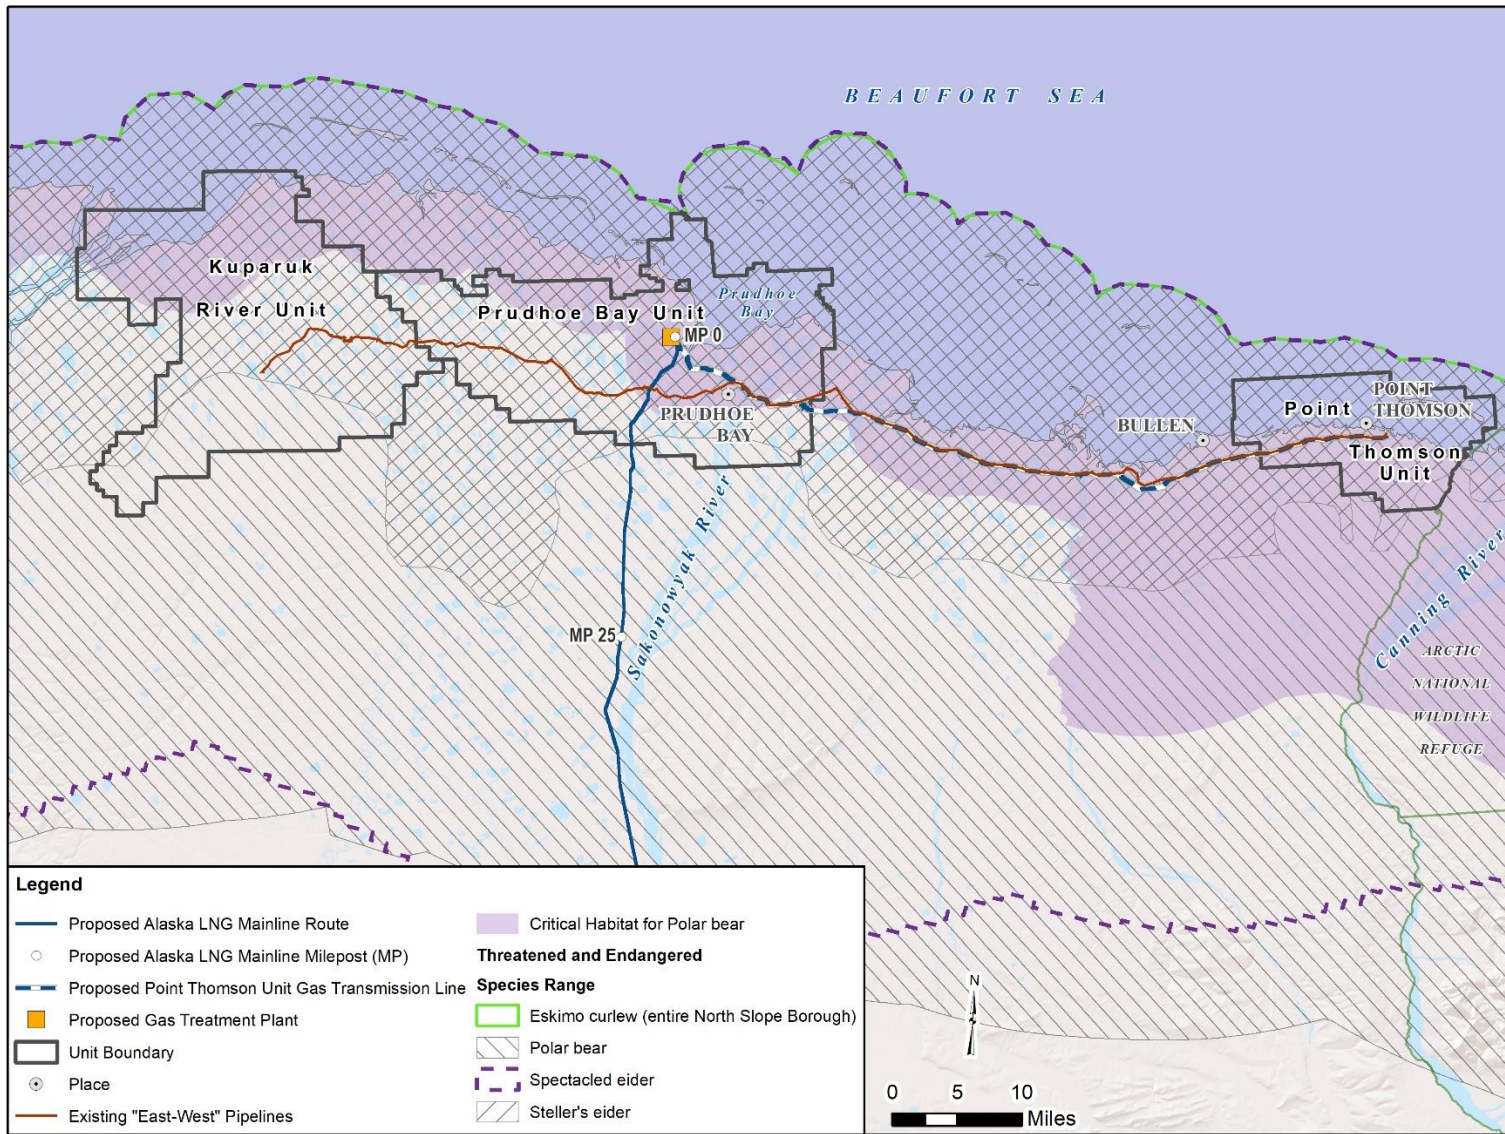 BEAUFORT SEA
Kuparuk
River Unit
Prudhoe Bay Unit
Prudhoe
Bay
MP 0
PRUDHOE
BAY
BULLEN
Point
POINT
THOMSON
Thomson
Unit
Sakonowyak River
MP 25
Canning River
ARCTIC
NATIONAL
WILDLIFE
REFUGE
Legend
Proposed Alaska LNG Mainline Route
Proposed Alaska LNG Mainline Milepost (MP)
Proposed Point Thomson Unit Gas Transmission Line
Proposed Gas Treatment Plant
Unit Boundary
Place
Existing "East-West" Pipelines
Critical Habitat for Polar bear
Threatened and Endangered
Species Range
Eskimo curlew (entire North Slope Borough)
Polar bear
Spectacled eider
Steller's eider
N
0 5 10
Miles